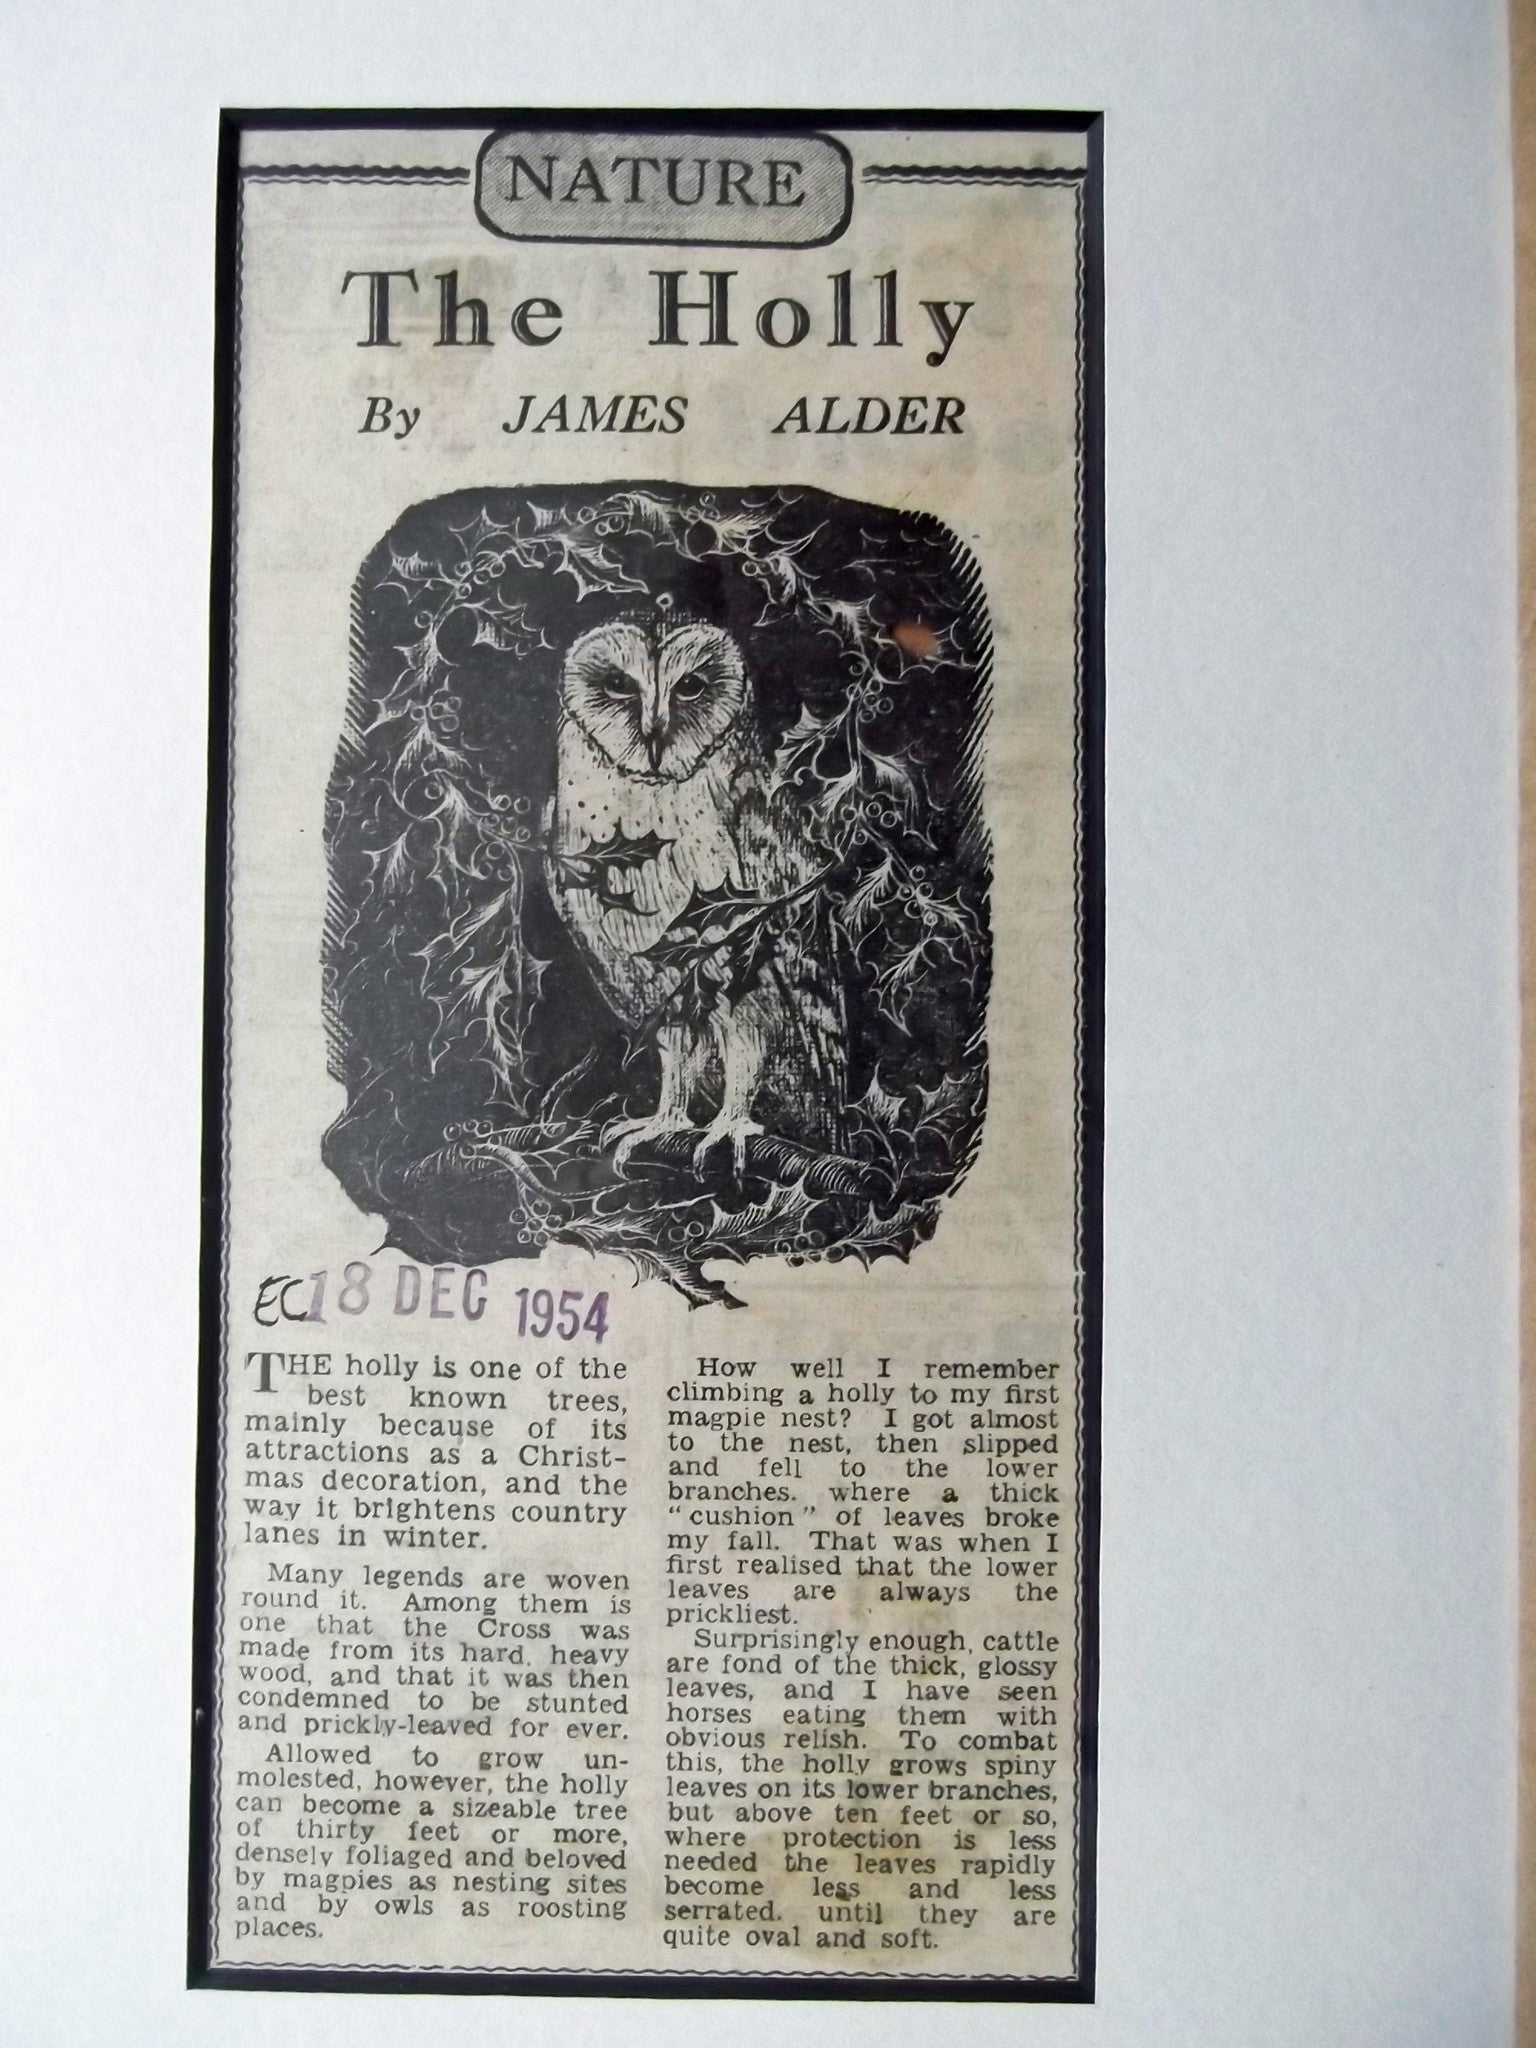 NATURE
The Holly
By JAMES ALDER
EC 18 DEC 1954
THE holly is one of the
best known trees,
mainly because of its
attractions as a Christ-
mas decoration, and the
way it brightens country
lanes in winter.
Many legends are woven
round it. Among them is
one that the Cross was
made from its hard, heavy
wood, and that it was then
condemned to be stunted
and prickly-leaved for ever.
Allowed to grow un-
molested, however, the holly
can become a sizeable tree
of thirty feet or more,
densely foliaged and beloved
by magpies as nesting sites
and by owls as roosting
places.
How well I remember
climbing a holly to my first
magpie nest? I got almost
to the nest, then slipped
and fell to the lower
branches. where a thick
“cushion” of leaves broke
my fall. That was when I
first realised that the lower
leaves are always the
prickliest.
Surprisingly enough, cattle
are fond of the thick, glossy
leaves, and I have seen
horses eating them with
obvious relish. To combat
this, the holly grows spiny
leaves on its lower branches,
but above ten feet or so,
where protection is less
needed the leaves rapidly
become less and less
serrated. until they are
quite oval and soft.